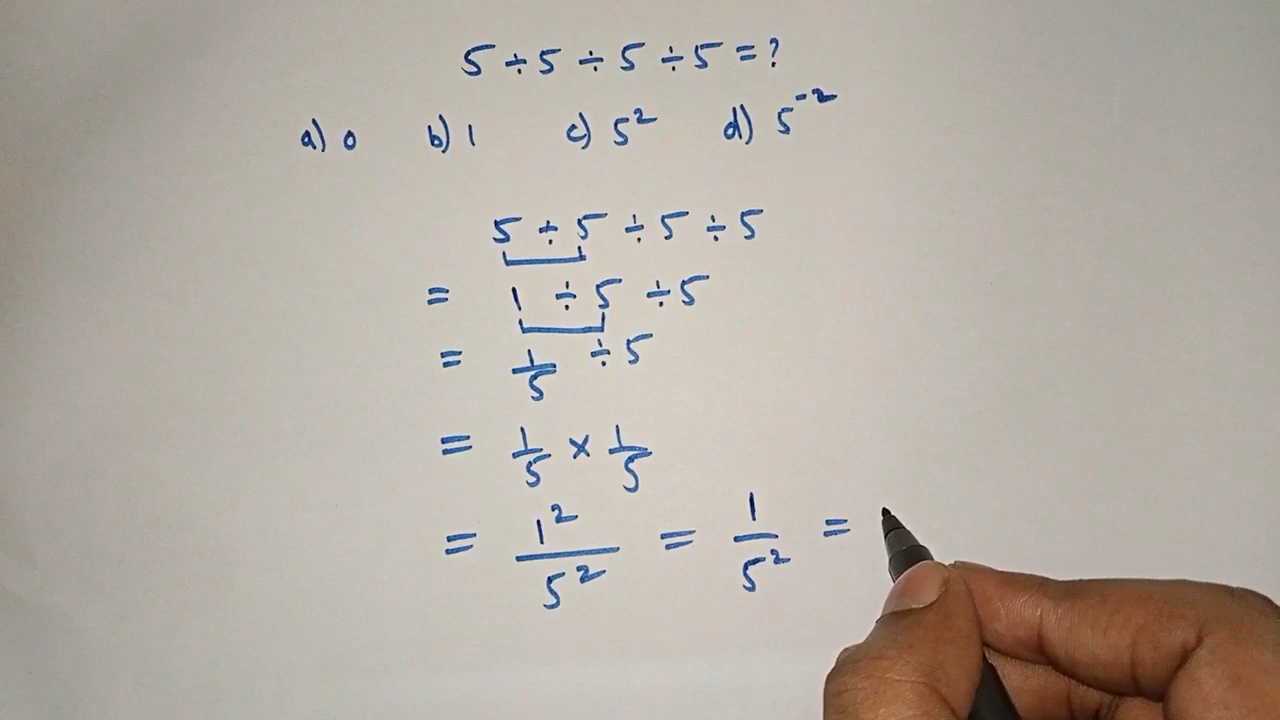 5 ÷ 5 ÷ 5 ÷ 5 = ?
a) 0 b) 1 c) 5² d) 5⁻²
5 ÷ 5 ÷ 5 ÷ 5
= 1 ÷ 5 ÷ 5
= 1/5 ÷ 5
= 1/5 × 1/5
= 1²/5² = 1/5² =